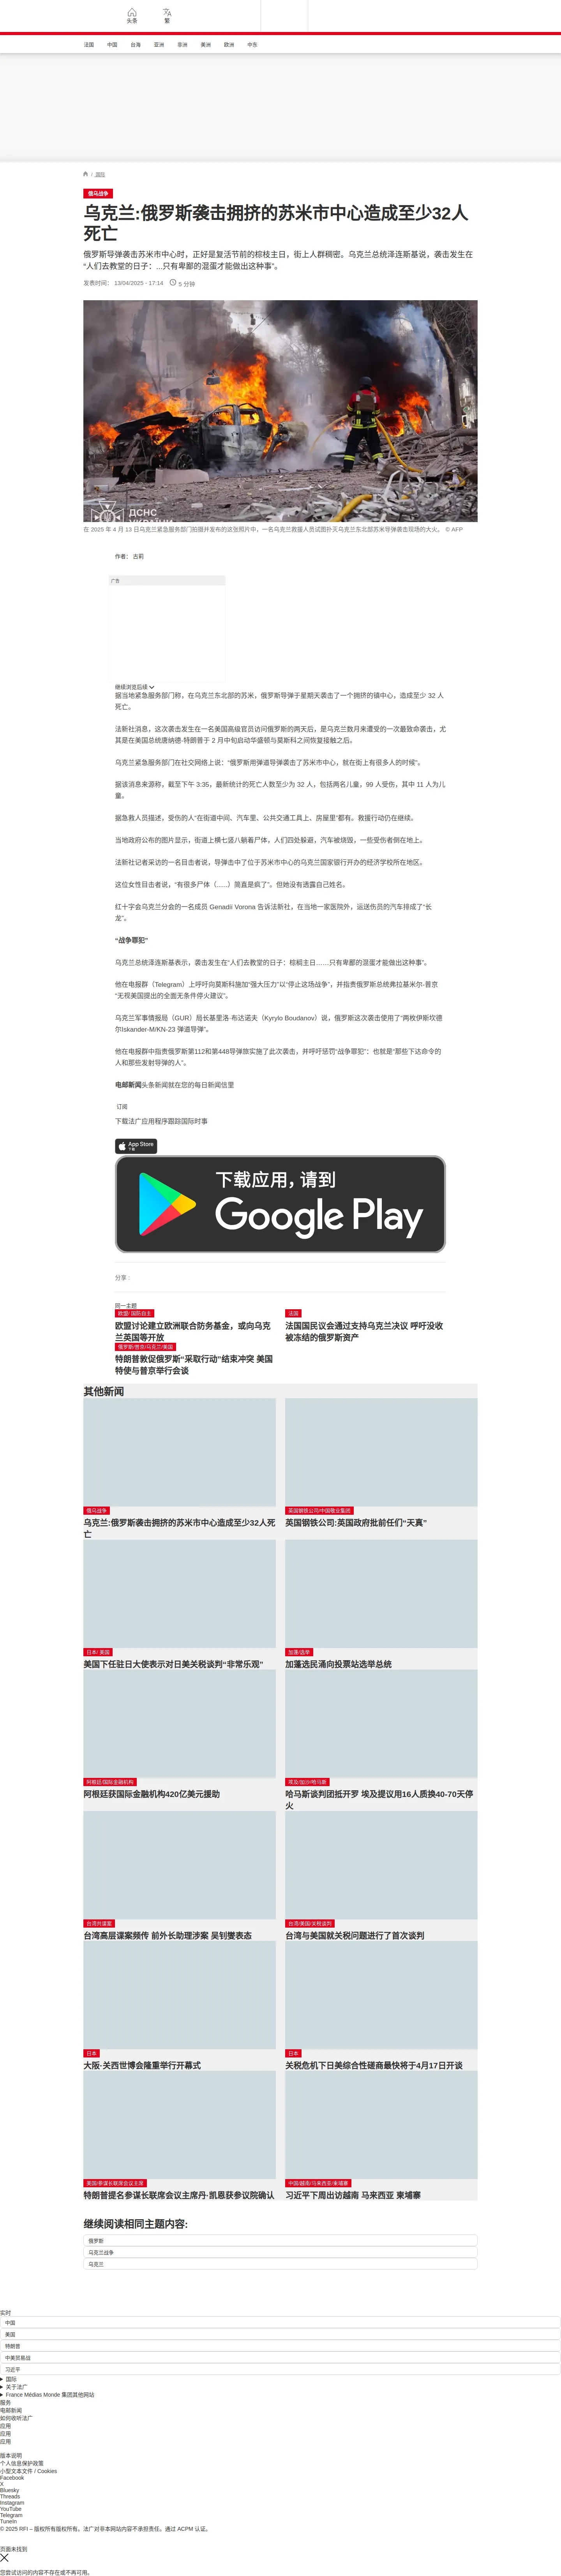 头条
繁
法国
中国
台海
亚洲
非洲
美洲
欧洲
中东
/ 国际
俄乌战争
乌克兰:俄罗斯袭击拥挤的苏米市中心造成至少32人
死亡
俄罗斯导弹袭击苏米市中心时，正好是复活节前的棕枝主日，街上人群稠密。乌克兰总统泽连斯基说，袭击发生在
“人们去教堂的日子：...只有卑鄙的混蛋才能做出这种事”。
发表时间： 13/04/2025 - 17:14
5 分钟
ДСНС
УКРАЇНИ
在 2025 年 4 月 13 日乌克兰紧急服务部门拍摄并发布的这张照片中，一名乌克兰救援人员试图扑灭乌克兰东北部苏米导弹袭击现场的大火。 © AFP
作者： 古莉
广告
继续浏览后续
据当地紧急服务部门称，在乌克兰东北部的苏米，俄罗斯导弹于星期天袭击了一个拥挤的镇中心，造成至少 32 人
死亡。
法新社消息，这次袭击发生在一名美国高级官员访问俄罗斯的两天后，是乌克兰数月来遭受的一次最致命袭击，尤
其是在美国总统唐纳德·特朗普于 2 月中旬启动华盛顿与莫斯科之间恢复接触之后。
乌克兰紧急服务部门在社交网络上说：“俄罗斯用弹道导弹袭击了苏米市中心，就在街上有很多人的时候”。
据该消息来源称，截至下午 3:35，最新统计的死亡人数至少为 32 人，包括两名儿童，99 人受伤，其中 11 人为儿
童。
据急救人员描述，受伤的人“在街道中间、汽车里、公共交通工具上、房屋里”都有。救援行动仍在继续。
当地政府公布的图片显示，街道上横七竖八躺着尸体，人们四处躲避，汽车被烧毁，一些受伤者倒在地上。
法新社记者采访的一名目击者说，导弹击中了位于苏米市中心的乌克兰国家银行开办的经济学校所在地区。
这位女性目击者说，“有很多尸体（......）简直是疯了”。但她没有透露自己姓名。
红十字会乌克兰分会的一名成员 Genadií Vorona 告诉法新社，在当地一家医院外，运送伤员的汽车排成了“长
龙”。
“战争罪犯”
乌克兰总统泽连斯基表示，袭击发生在“人们去教堂的日子：棕榈主日……只有卑鄙的混蛋才能做出这种事”。
他在电报群（Telegram）上呼吁向莫斯科施加“强大压力”以“停止这场战争”，并指责俄罗斯总统弗拉基米尔-普京
“无视美国提出的全面无条件停火建议”。
乌克兰军事情报局（GUR）局长基里洛·布达诺夫（Kyrylo Boudanov）说，俄罗斯这次袭击使用了“两枚伊斯坎德
尔Iskander-M/KN-23 弹道导弹”。
他在电报群中指责俄罗斯第112和第448导弹旅实施了此次袭击，并呼吁惩罚“战争罪犯”：也就是“那些下达命令的
人和那些发射导弹的人”。
电邮新闻头条新闻就在您的每日新闻信里
订阅
下载法广应用程序跟踪国际时事
App Store
下载
下载应用，请到
Google Play
分享 :
同一主题
欧盟/ 国防自主
欧盟讨论建立欧洲联合防务基金，或向乌克
兰英国等开放
法国
法国国民议会通过支持乌克兰决议 呼吁没收
被冻结的俄罗斯资产
俄罗斯/普京/乌克兰/美国
特朗普敦促俄罗斯“采取行动”结束冲突 美国
特使与普京举行会谈
其他新闻
俄乌战争
乌克兰:俄罗斯袭击拥挤的苏米市中心造成至少32人死
亡
英国钢铁公司/中国敬业集团
英国钢铁公司:英国政府批前任们“天真”
日本/ 美国
美国下任驻日大使表示对日美关税谈判“非常乐观”
加蓬/选举
加蓬选民涌向投票站选举总统
阿根廷/国际金融机构
阿根廷获国际金融机构420亿美元援助
埃及/加沙/哈马斯
哈马斯谈判团抵开罗 埃及提议用16人质换40-70天停
火
台湾共谍案
台湾高层谍案频传 前外长助理涉案 吴钊燮表态
台湾/美国/关税谈判
台湾与美国就关税问题进行了首次谈判
日本
大阪·关西世博会隆重举行开幕式
日本
关税危机下日美综合性磋商最快将于4月17日开谈
美国/参谋长联席会议主席
特朗普提名参谋长联席会议主席丹·凯恩获参议院确认
中国/越南/马来西亚/柬埔寨
习近平下周出访越南 马来西亚 柬埔寨
继续阅读相同主题内容:
俄罗斯
乌克兰战争
乌克兰
实时
中国
美国
特朗普
中美贸易战
习近平
国际
关于法广
France Médias Monde 集团其他网站
服务
电邮新闻
如何收听法广
应用
应用
应用
版本说明
个人信息保护政策
小型文本文件 / Cookies
Facebook
X
Bluesky
Threads
Instagram
YouTube
Telegram
TuneIn
© 2025 RFI – 版权所有版权所有。法广对非本网站内容不承担责任。通过 ACPM 认证。
页面未找到
您尝试访问的内容不存在或不再可用。